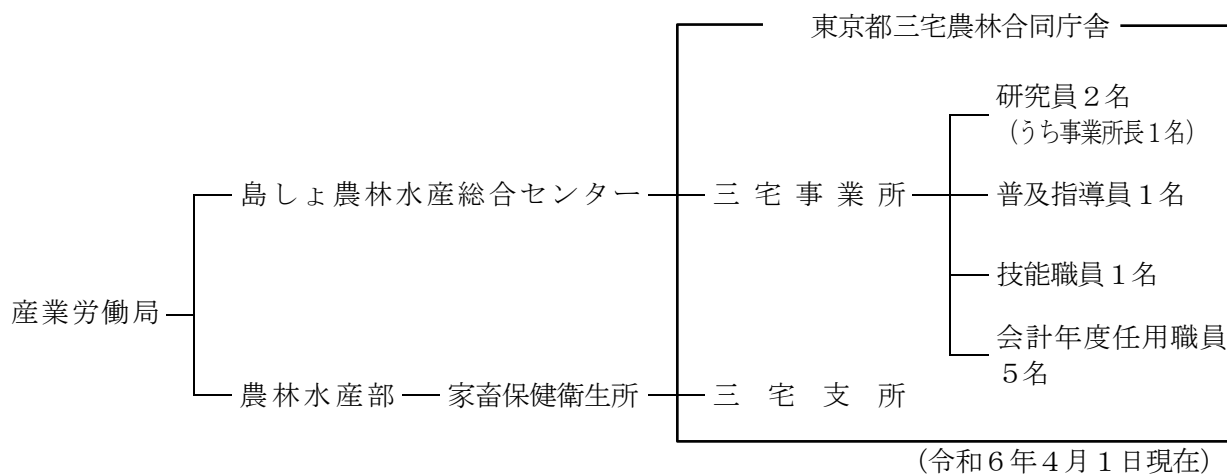 東京都三宅農林合同庁舎
研究員２名
（うち事業所長１名）
島しょ農林水産総合センター
三宅事業所
普及指導員１名
技能職員１名
産業労働局
会計年度任用職員
５名
農林水産部
家畜保健衛生所
三宅支所
（令和６年４月１日現在）